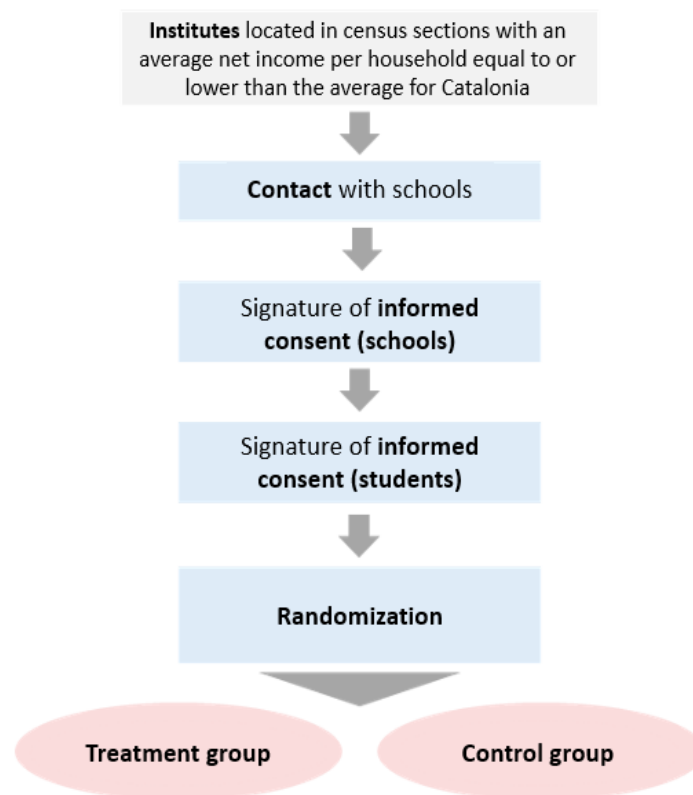 Institutes located in census sections with an
average net income per household equal to or
lower than the average for Catalonia
Contact with schools
Signature of informed
consent (schools)
Signature of informed
consent (students)
Randomization
Treatment group
Control group